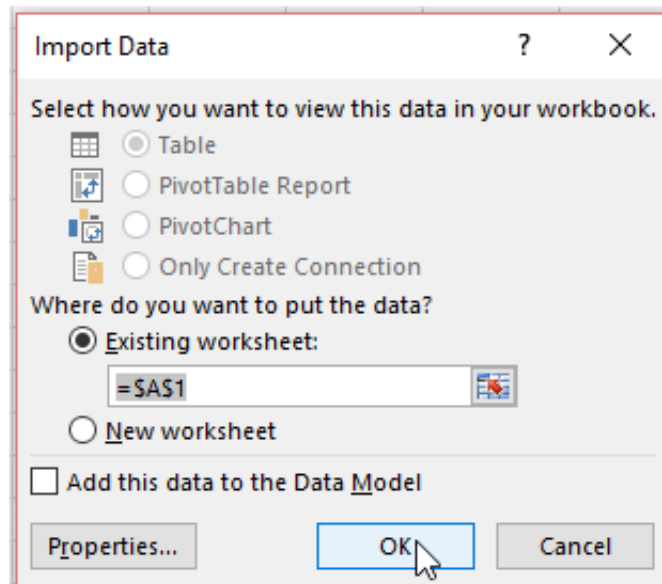 Import Data ?
Select how you want to view this data in your workbook.
Table
PivotTable Report
PivotChart
Only Create Connection
Where do you want to put the data?
Existing worksheet:
=$A$1
New worksheet
Add this data to the Data Model
Properties... OK Cancel